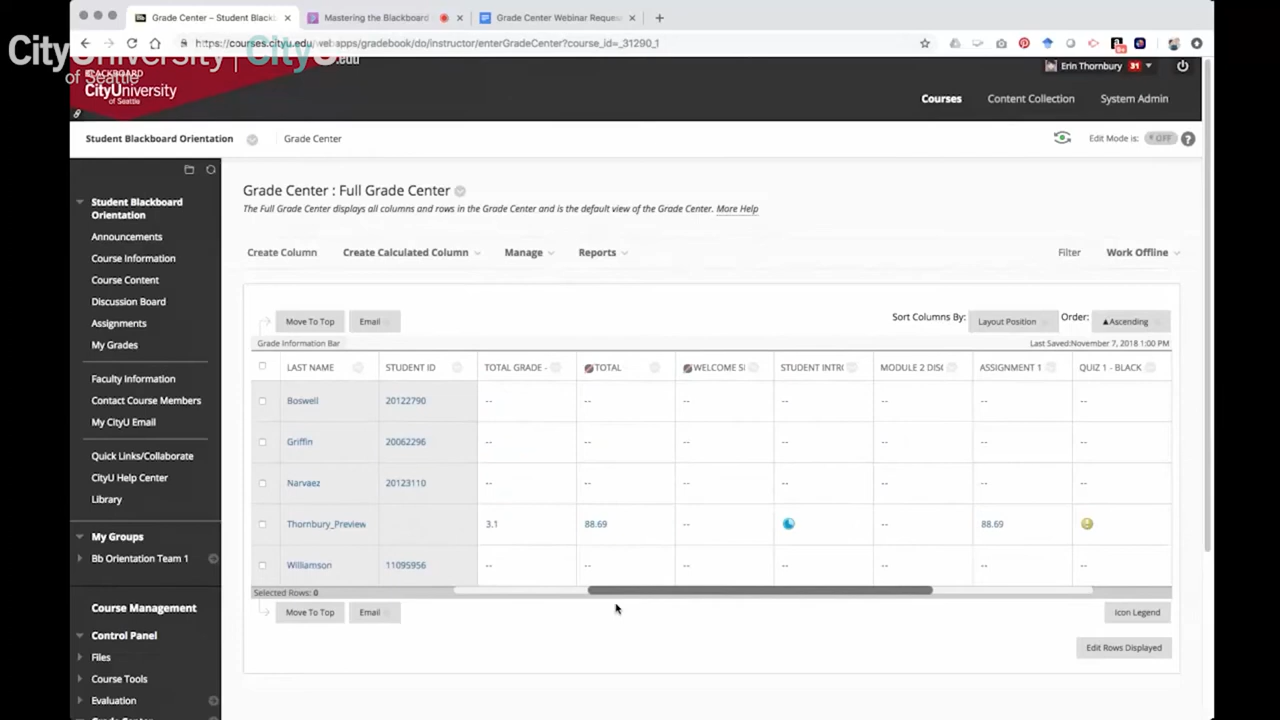 Grade Center – Student Blackb
Mastering the Blackboard
Grade Center Webinar Reques
https://courses.cityu.edu/webapps/gradebook/do/instructor/enterGradeCenter?course_id=_31290_1
CityUniversity | CityU.edu
of Seattle
BLACKBOARD
CityUniversity
of Seattle
Erin Thornbury 31
Courses
Content Collection
System Admin
Student Blackboard Orientation
Grade Center
Edit Mode is: OFF ?
Student Blackboard
Orientation
Announcements
Course Information
Course Content
Discussion Board
Assignments
My Grades
Faculty Information
Contact Course Members
My CityU Email
Quick Links/Collaborate
CityU Help Center
Library
My Groups
Bb Orientation Team 1
Course Management
Control Panel
Files
Course Tools
Evaluation
Grade Center
Grade Center : Full Grade Center
The Full Grade Center displays all columns and rows in the Grade Center and is the default view of the Grade Center. More Help
Create Column Create Calculated Column Manage Reports Filter Work Offline
Move To Top Email Sort Columns By: Layout Position Order: ▲Ascending
Grade Information Bar Last Saved:November 7, 2018 1:00 PM
LAST NAME STUDENT ID TOTAL GRADE - TOTAL WELCOME SI STUDENT INTR( MODULE 2 DISC ASSIGNMENT 1 QUIZ 1 - BLACK
Boswell 20122790 -- -- -- -- -- -- --
Griffin 20062296 -- -- -- -- -- -- --
Narvaez 20123110 -- -- -- -- -- -- --
Thornbury_Preview 3.1 88.69 -- -- 88.69
Williamson 11095956 -- -- -- -- -- -- --
Selected Rows: 0
Move To Top Email Icon Legend
Edit Rows Displayed